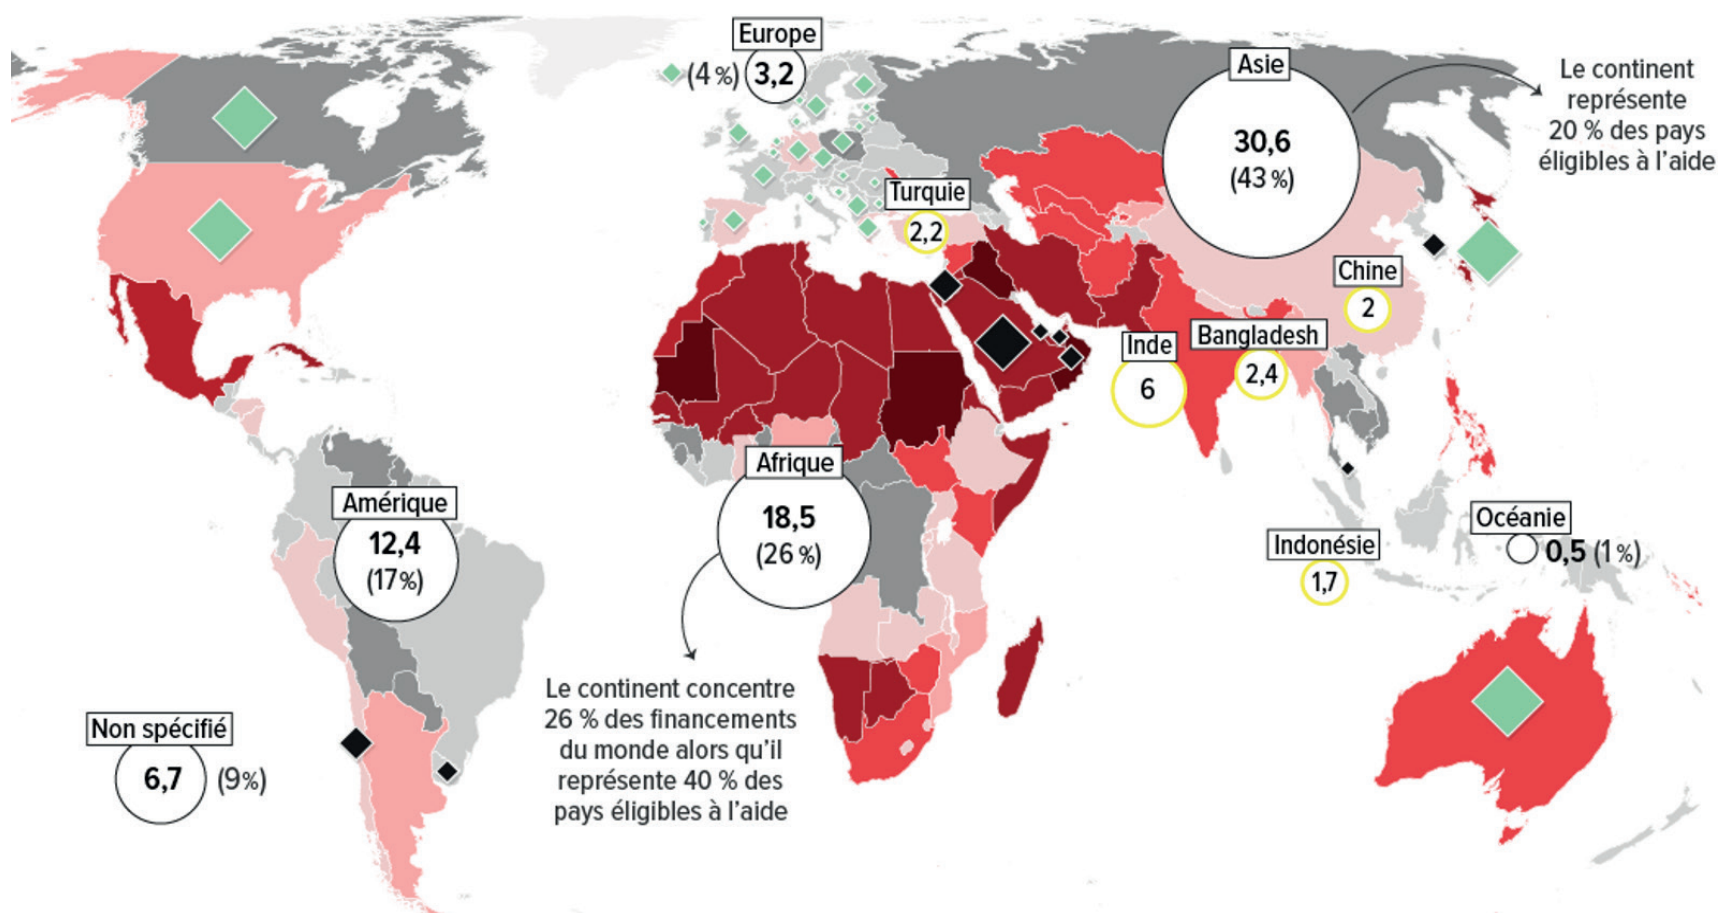 Europe
(4 %) 3,2
Asie
30,6
(43 %)
Le continent
représente
20 % des pays
éligibles à l’aide
Turquie
2,2
Chine
2
Inde
6
Bangladesh
2,4
Afrique
18,5
(26 %)
Amérique
12,4
(17%)
Indonésie
1,7
Océanie
0,5 (1 %)
Le continent concentre
26 % des financements
du monde alors qu’il
représente 40 % des
pays éligibles à l’aide
Non spécifié
6,7 (9%)